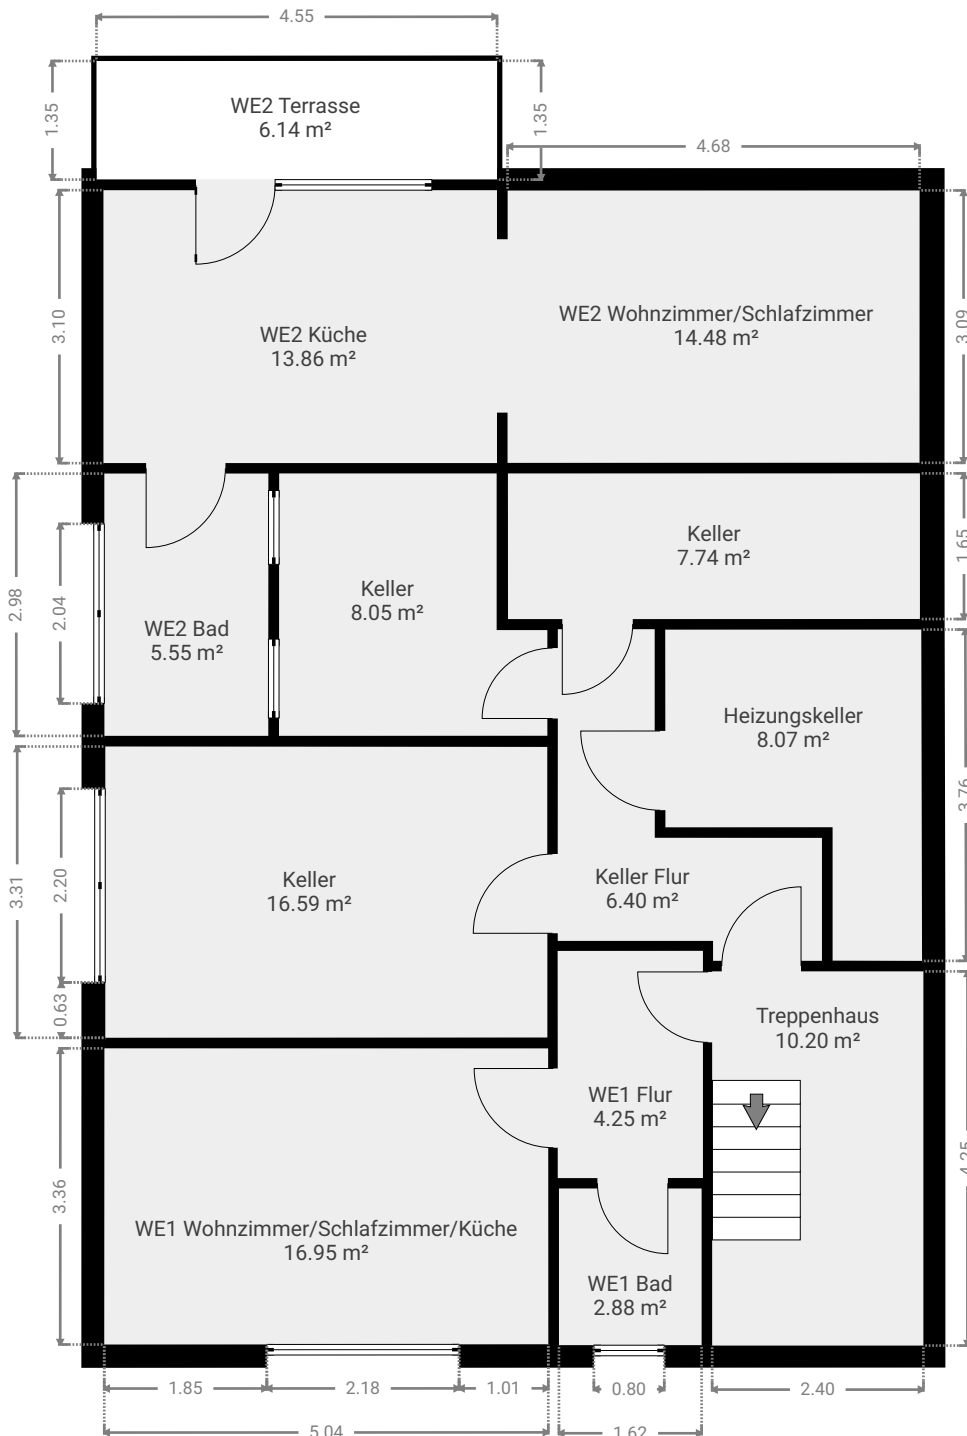 4.55
1.35
1.35
WE2 Terrasse
6.14 m²
4.68
3.10
3.09
WE2 Küche
13.86 m²
WE2 Wohnzimmer/Schlafzimmer
14.48 m²
2.98
2.04
1.65
Keller
7.74 m²
Keller
8.05 m²
WE2 Bad
5.55 m²
Heizungskeller
8.07 m²
3.76
3.31
2.20
0.63
Keller
16.59 m²
Keller Flur
6.40 m²
Treppenhaus
10.20 m²
WE1 Flur
4.25 m²
4.25
3.36
WE1 Wohnzimmer/Schlafzimmer/Küche
16.95 m²
WE1 Bad
2.88 m²
1.85
2.18
1.01
0.80
2.40
5.04
1.62